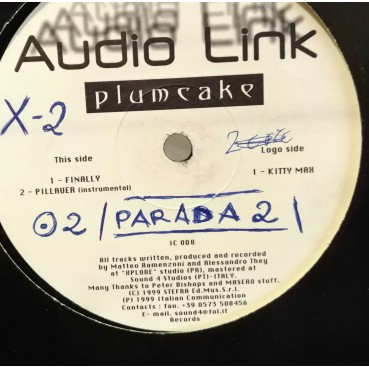 Audio Link
plumcake
X-2
This side
Logo side
1 - FINALLY
1 - KITTY MAX
2 - PILLAUER (instrumental)
02 | PARADA 2 |
IC 008
All tracks written, produced and recorded
by Matteo Ramenzoni and Alessandro They
at "XPLORE" studio (PR), mastered at
Sound 4 Studios (PT)-ITALY.
Many Thanks to Peter Bishops and MASERO stuff.
(C) 1999 STEFRA Ed.Mus.S.r.l.
(P) 1999 Italian Communication
Contacts : fax. +39 0573 508456
E- mail. sound4@fol.it
Records